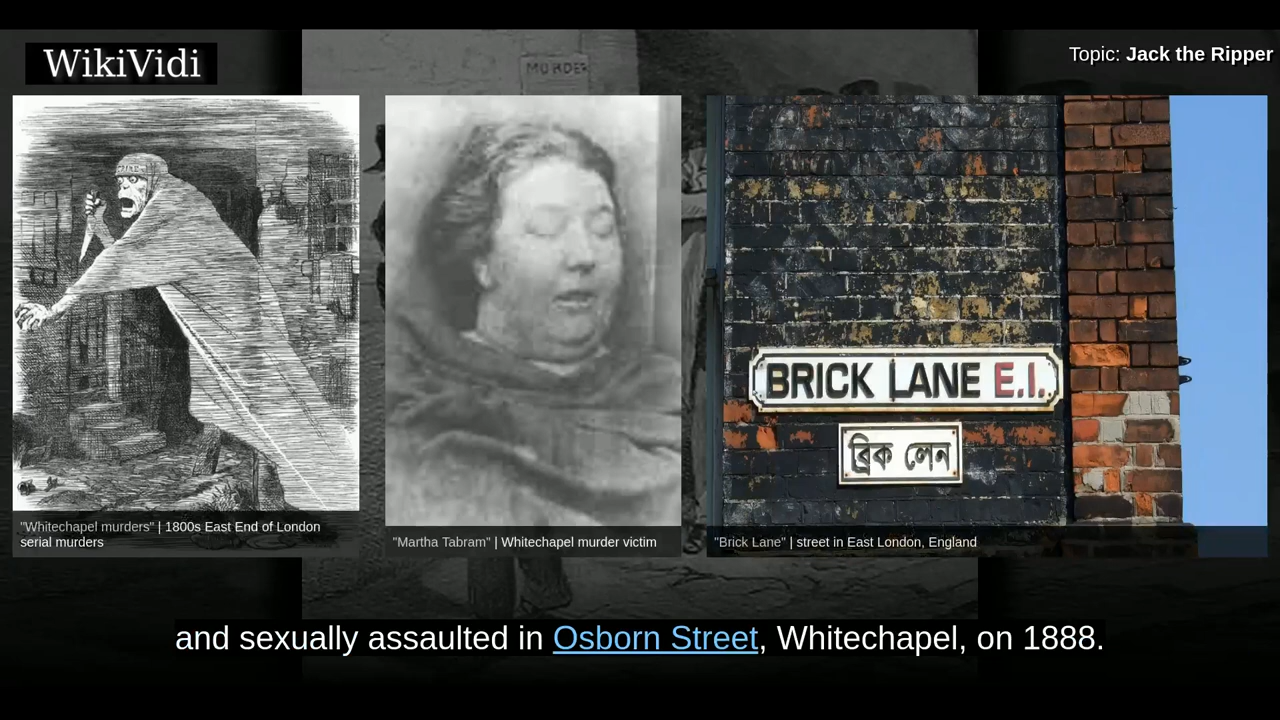 WikiVidi
Topic: Jack the Ripper
MURDER
BRICK LANE E.I.
ব্রিক লেন
"Whitechapel murders" | 1800s East End of London
serial murders
"Martha Tabram" | Whitechapel murder victim
"Brick Lane" | street in East London, England
and sexually assaulted in Osborn Street, Whitechapel, on 1888.